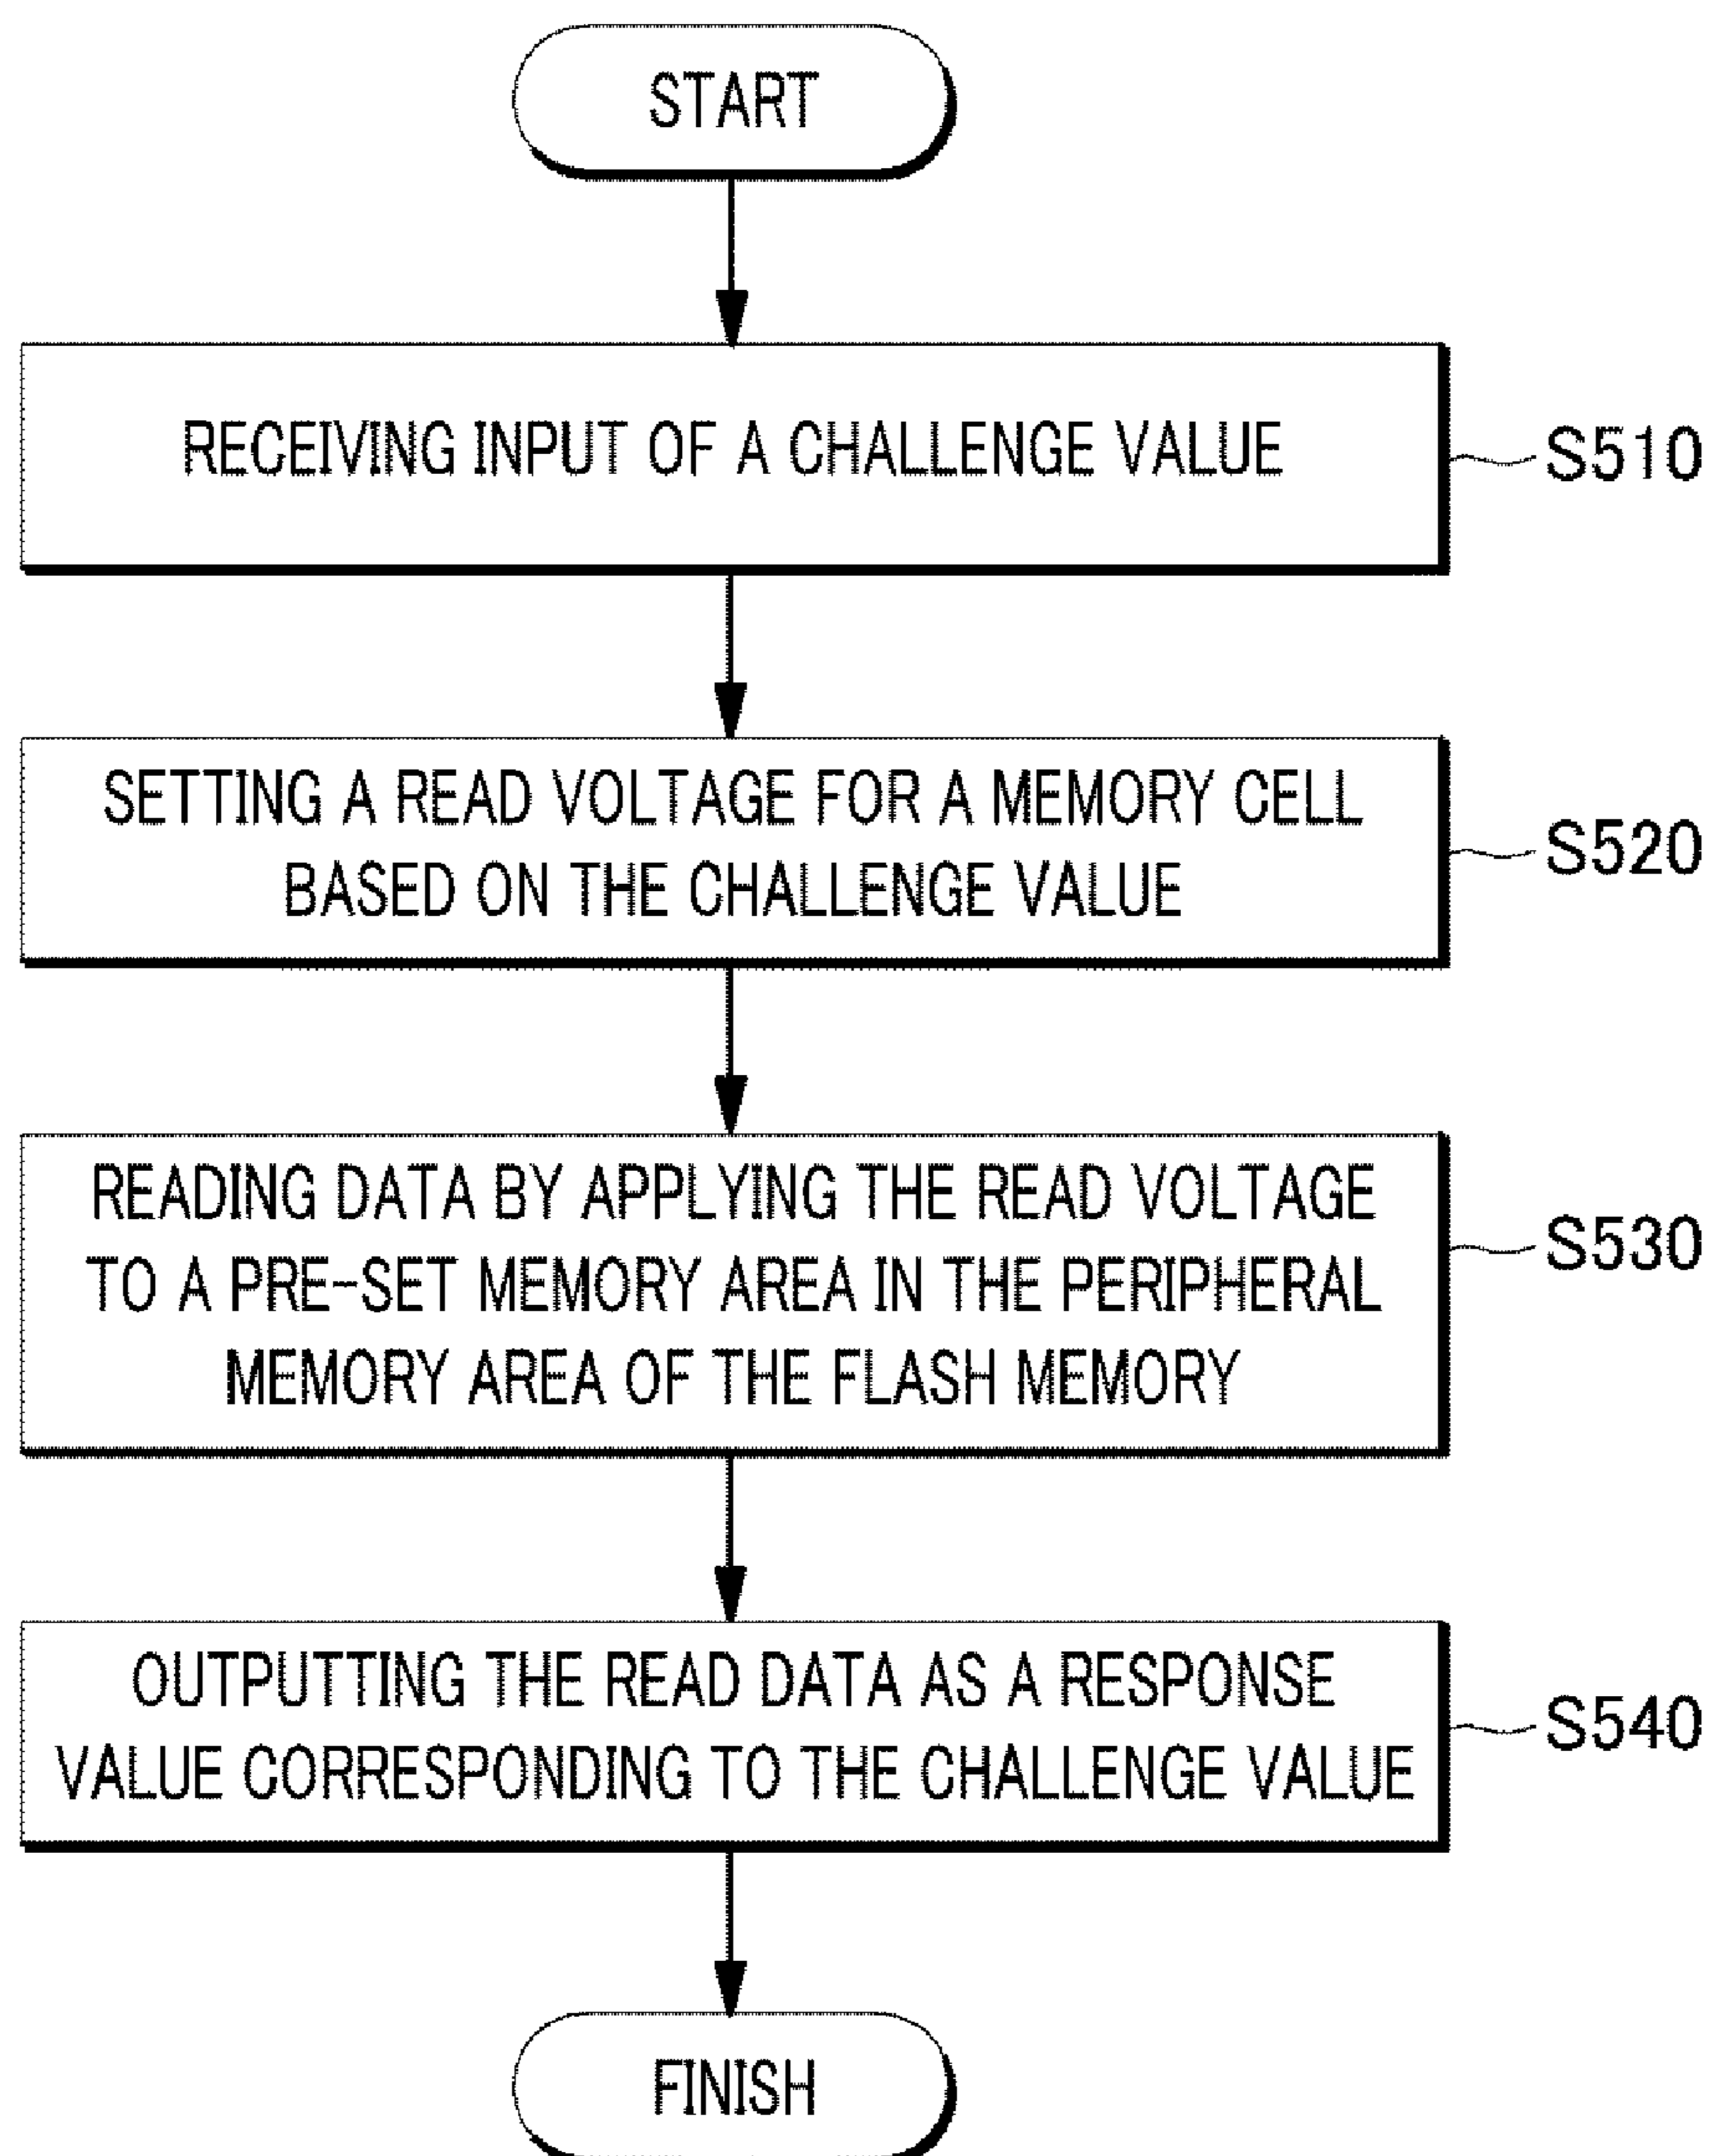 START
RECEIVING INPUT OF A CHALLENGE VALUE
S510
SETTING A READ VOLTAGE FOR A MEMORY CELL
BASED ON THE CHALLENGE VALUE
S520
READING DATA BY APPLYING THE READ VOLTAGE
TO A PRE-SET MEMORY AREA IN THE PERIPHERAL
MEMORY AREA OF THE FLASH MEMORY
S530
OUTPUTTING THE READ DATA AS A RESPONSE
VALUE CORRESPONDING TO THE CHALLENGE VALUE
S540
FINISH